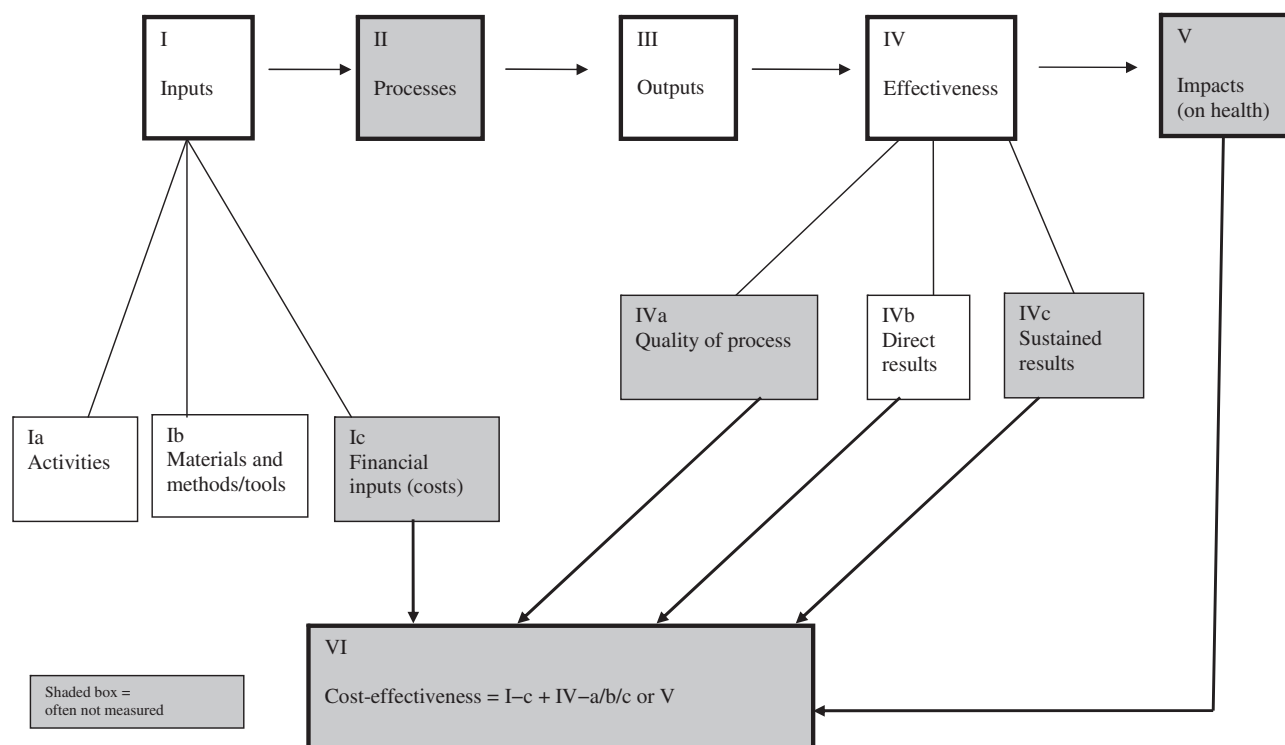 I
Inputs
II
Processes
III
Outputs
IV
Effectiveness
V
Impacts
(on health)
IVa
Quality of process
IVb
Direct
results
IVc
Sustained
results
Ia
Activities
Ib
Materials and
methods/tools
Ic
Financial
inputs (costs)
VI
Cost-effectiveness = I–c + IV–a/b/c or V
Shaded box =
often not measured